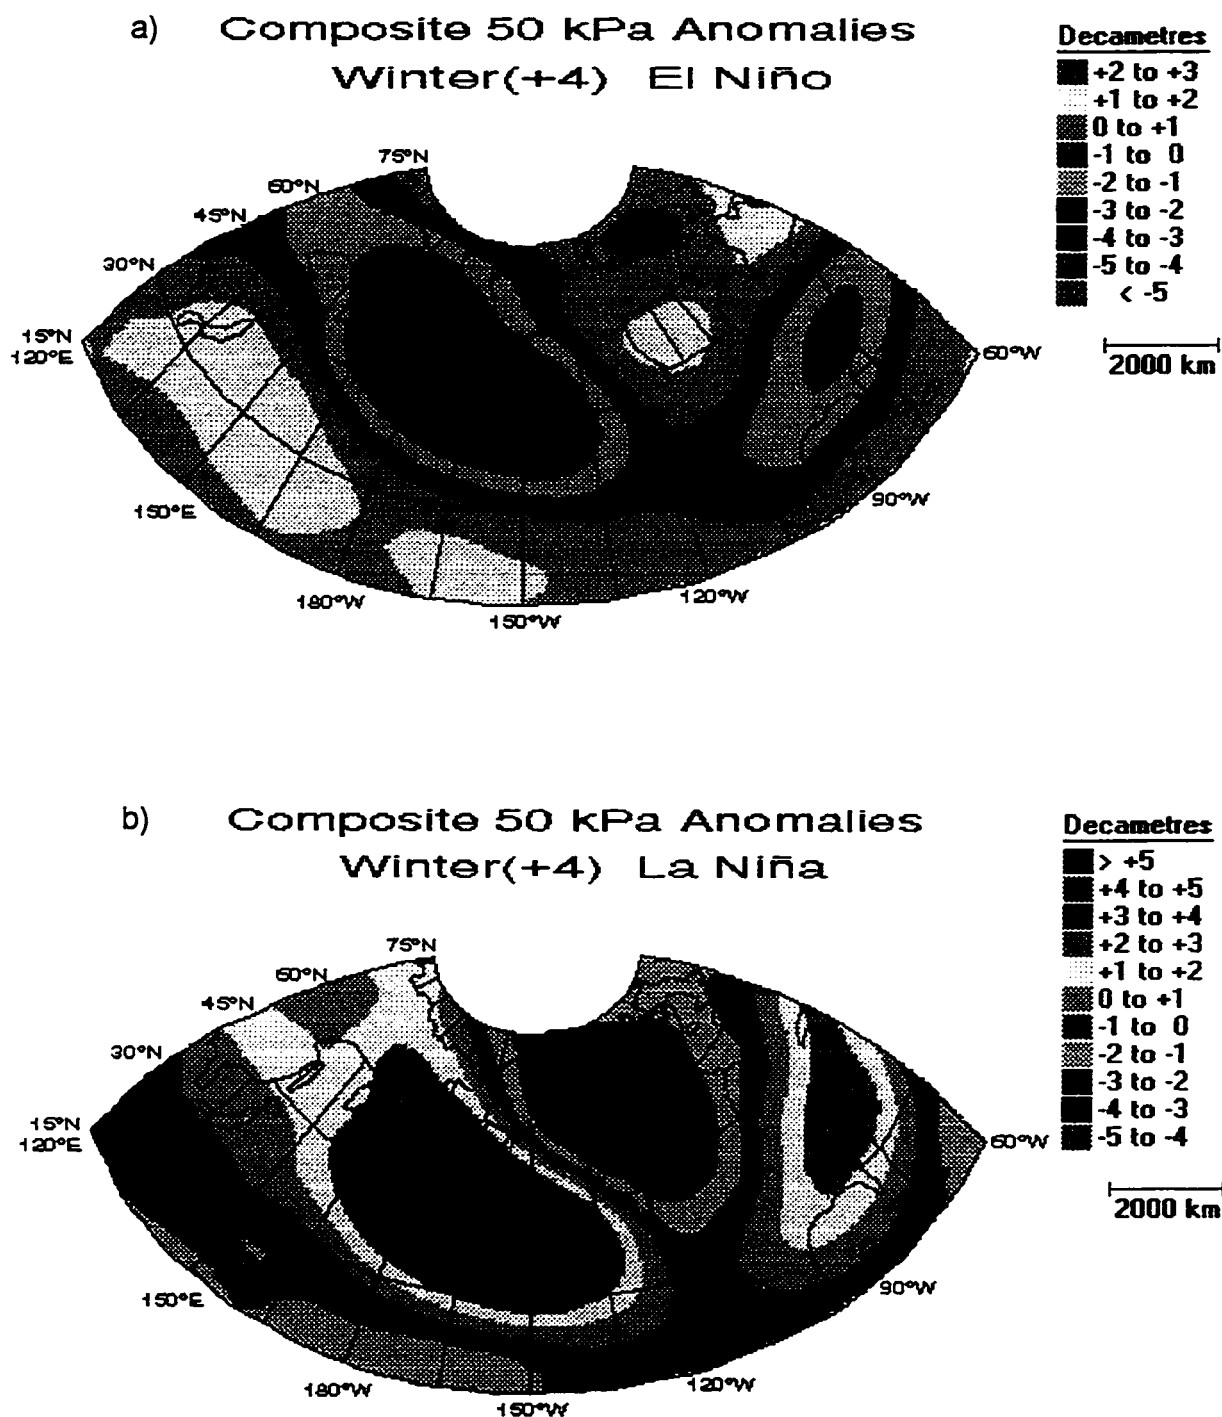 a) Composite 50 kPa Anomalies
Winter(+4) El Niño
Decametres
+2 to +3
+1 to +2
0 to +1
-1 to 0
-2 to -1
-3 to -2
-4 to -3
-5 to -4
< -5
2000 km
75°N
60°N
45°N
30°N
15°N
120°E
150°E
180°W
150°W
120°W
90°W
60°W
b) Composite 50 kPa Anomalies
Winter(+4) La Niña
Decametres
> +5
+4 to +5
+3 to +4
+2 to +3
+1 to +2
0 to +1
-1 to 0
-2 to -1
-3 to -2
-4 to -3
-5 to -4
2000 km
75°N
60°N
45°N
30°N
15°N
120°E
150°E
180°W
150°W
120°W
90°W
60°W